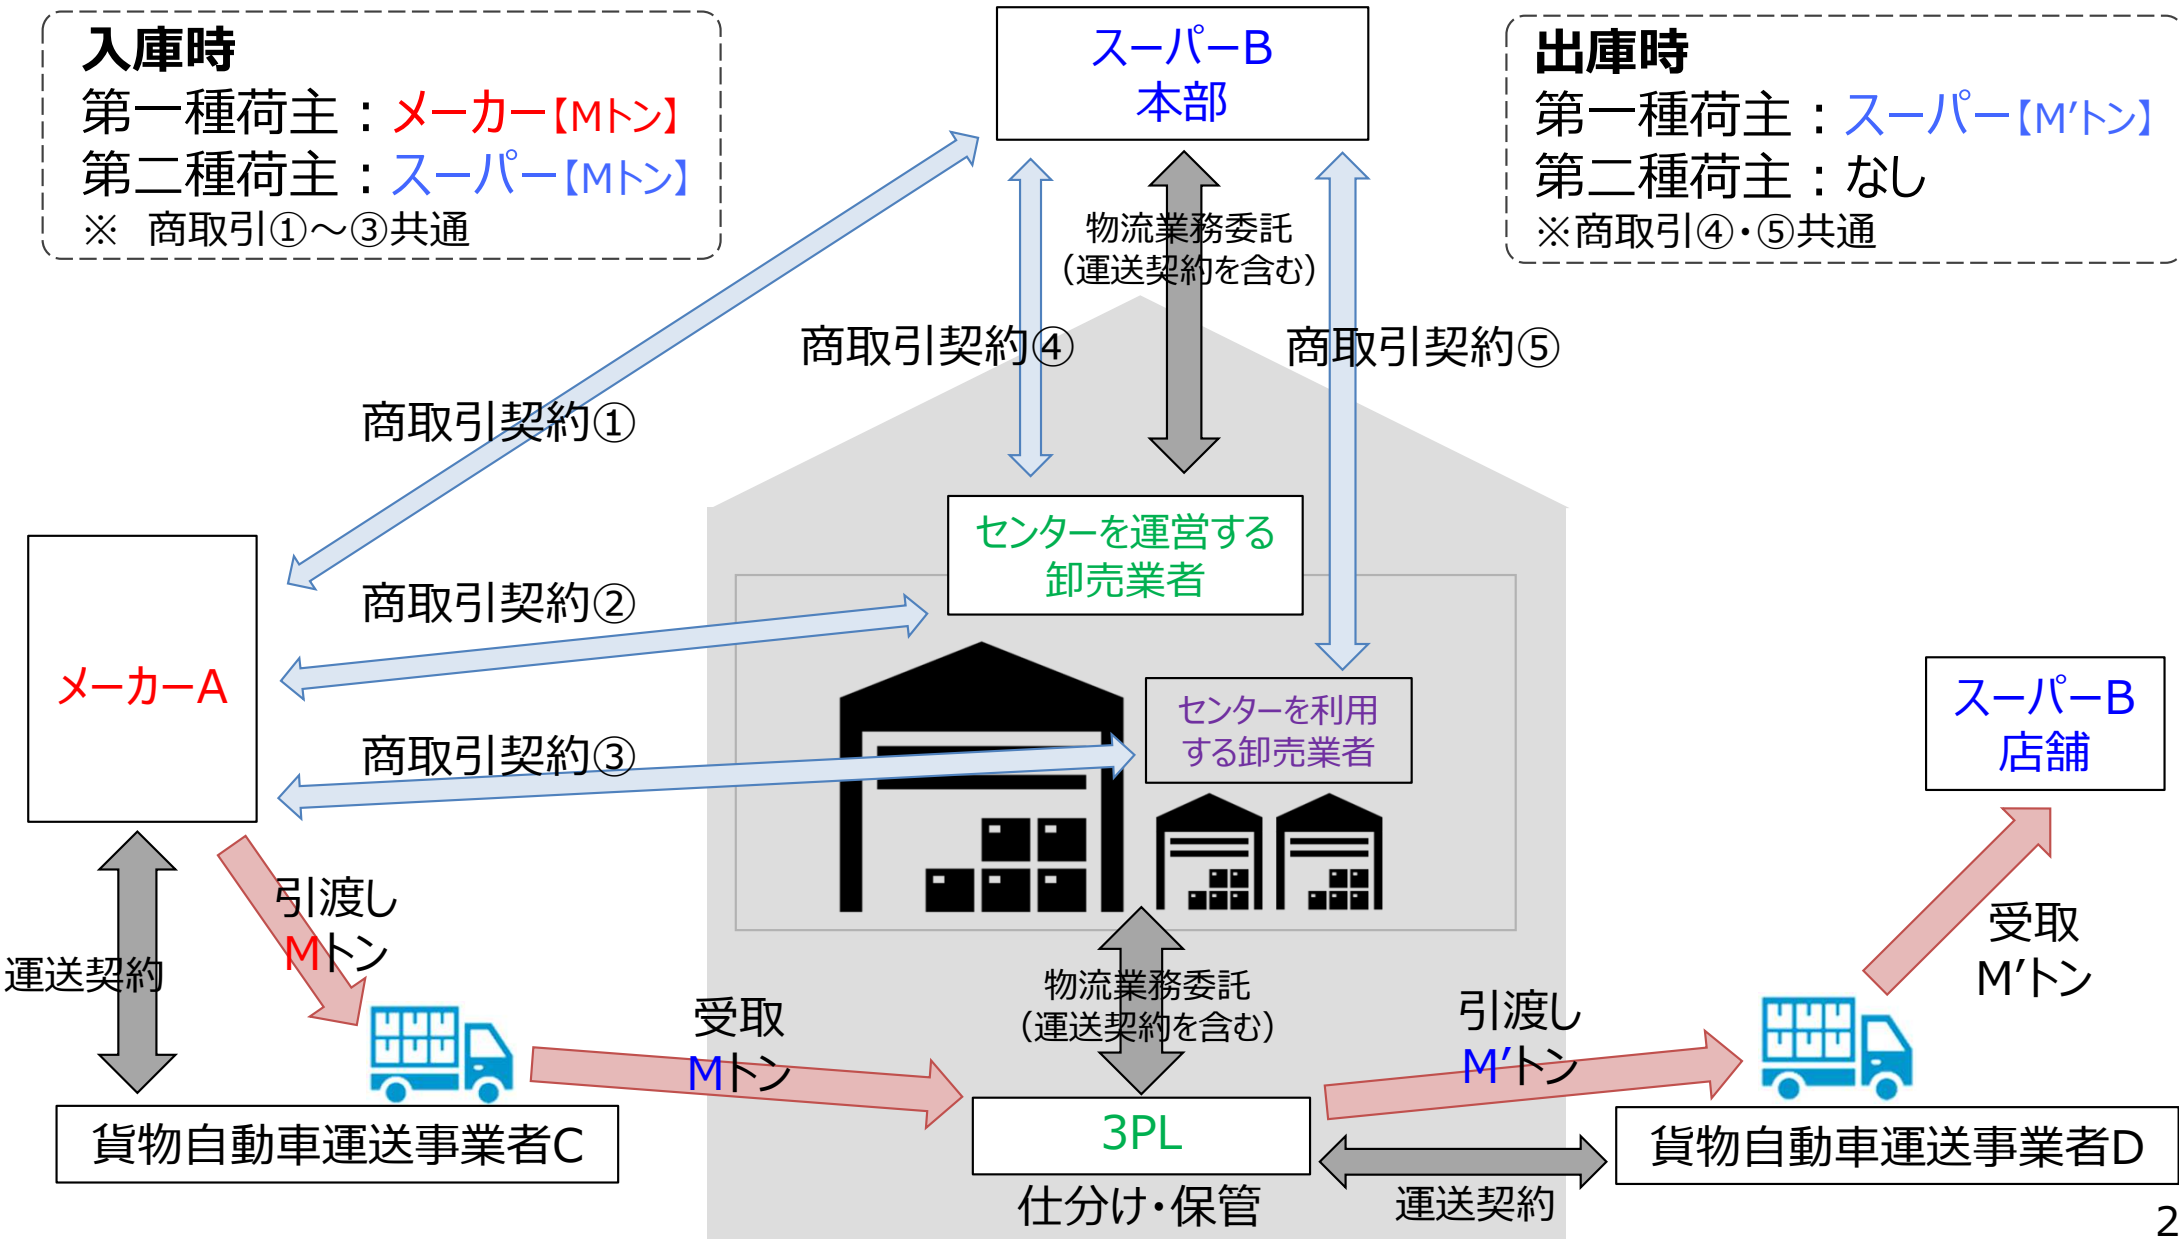 入庫時
第一種荷主：メーカー【Mトン】
第二種荷主：スーパー【Mトン】
※　商取引①～③共通
スーパーB
本部
出庫時
第一種荷主：スーパー【M’トン】
第二種荷主：なし
※商取引④・⑤共通
物流業務委託
（運送契約を含む）
商取引契約④
商取引契約⑤
商取引契約①
センターを運営する
卸売業者
商取引契約②
メーカーA
センターを利用
する卸売業者
商取引契約③
スーパーB
店舗
引渡し
Mトン
運送契約
受取
Mトン
物流業務委託
（運送契約を含む）
引渡し
M’トン
受取
M’トン
貨物自動車運送事業者C
3PL
仕分け・保管
運送契約
貨物自動車運送事業者D
2